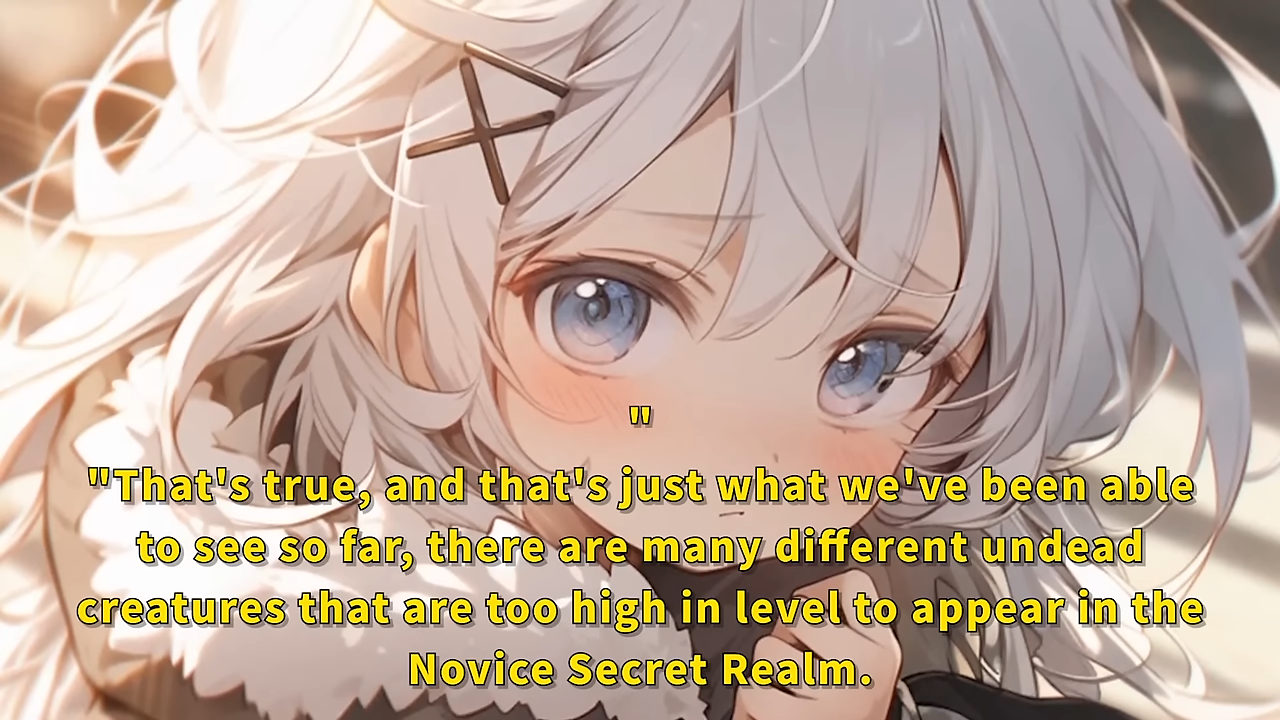 "
"That's true, and that's just what we've been able
to see so far, there are many different undead
creatures that are too high in level to appear in the
Novice Secret Realm.